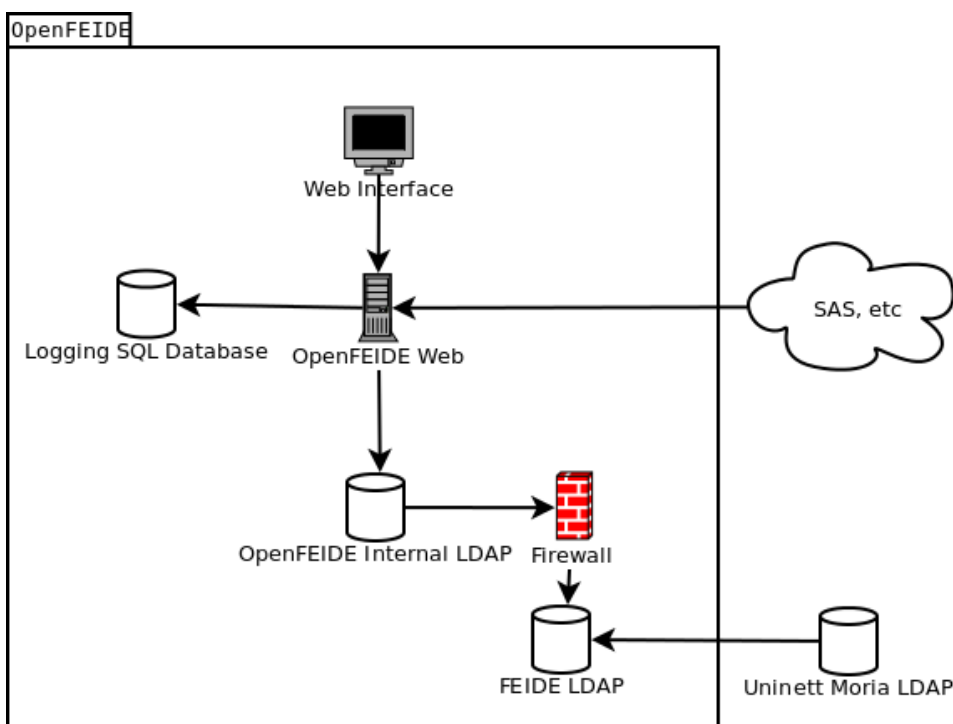 OpenFEIDE
Web Interface
SAS, etc
Logging SQL Database
OpenFEIDE Web
OpenFEIDE Internal LDAP
Firewall
FEIDE LDAP
Uninett Moria LDAP